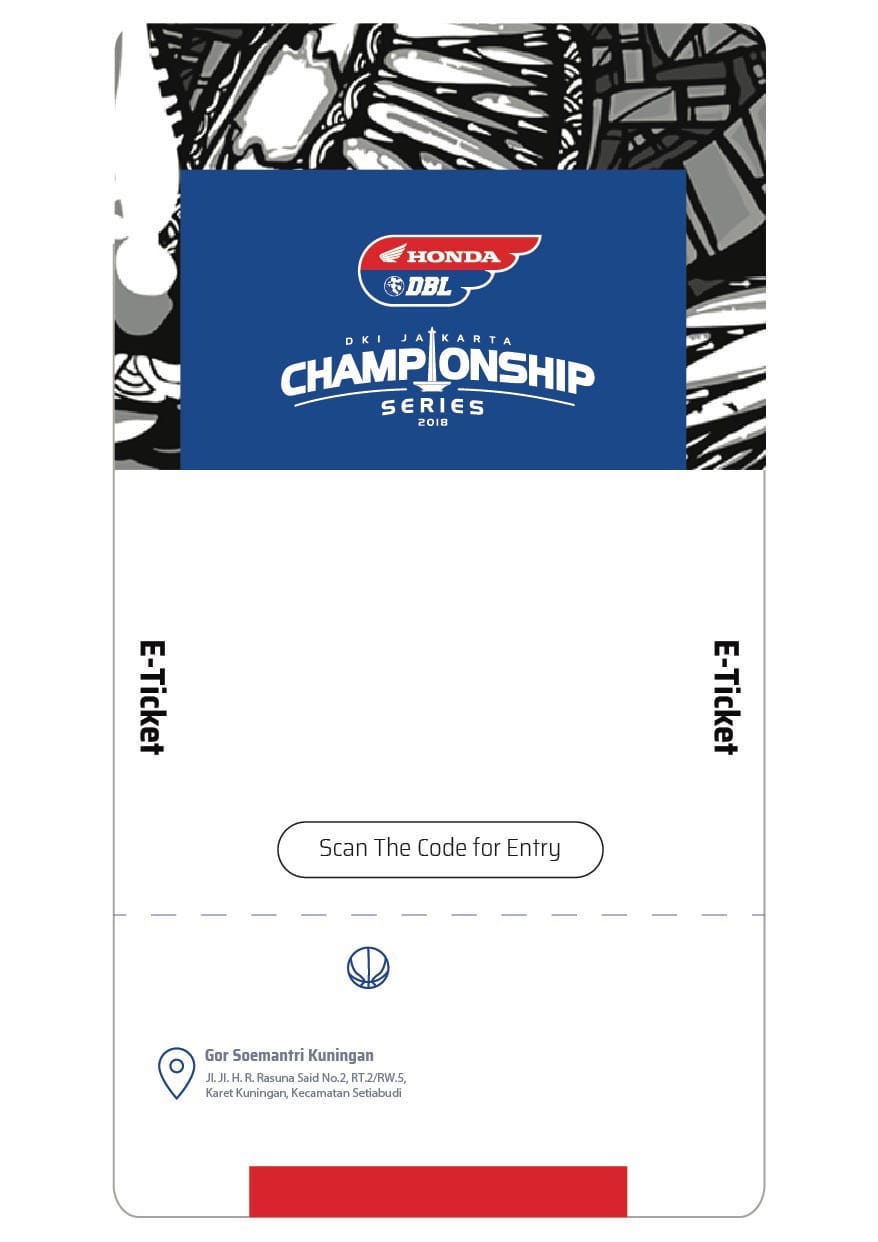 HONDA
DBL
DKI JAKARTA
CHAMPIONSHIP
SERIES
2018
E-Ticket
E-Ticket
Scan The Code for Entry
Gor Soemantri Kuningan
Jl. Jl. H. R. Rasuna Said No.2, RT.2/RW.5,
Karet Kuningan, Kecamatan Setiabudi